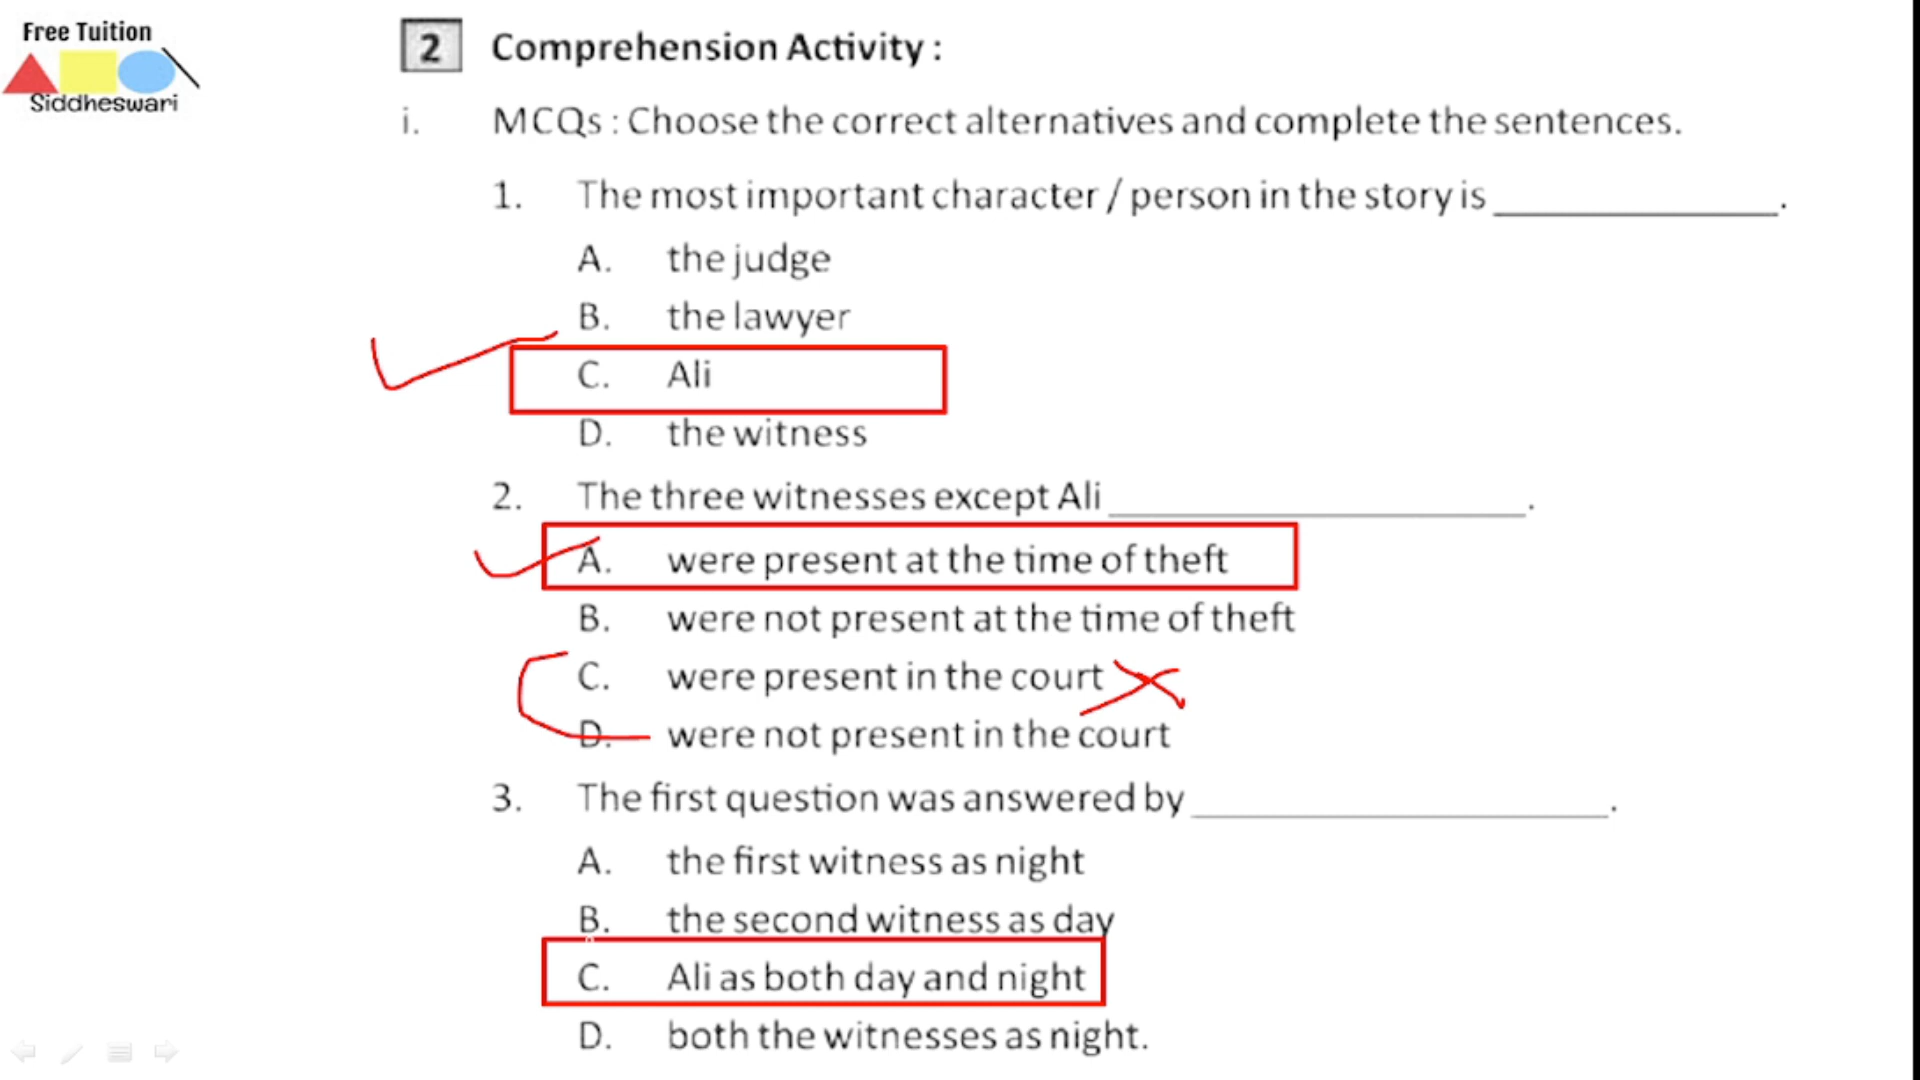 Free Tuition
Siddheswari
2 Comprehension Activity :
i. MCQs : Choose the correct alternatives and complete the sentences.
1. The most important character / person in the story is ____________.
A. the judge
B. the lawyer
C. Ali
D. the witness
2. The three witnesses except Ali ____________.
A. were present at the time of theft
B. were not present at the time of theft
C. were present in the court
D. were not present in the court
3. The first question was answered by ____________.
A. the first witness as night
B. the second witness as day
C. Ali as both day and night
D. both the witnesses as night.